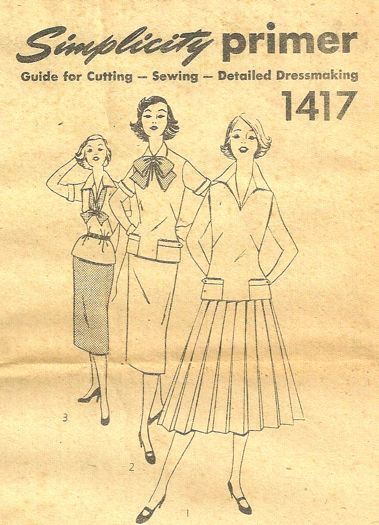 Simplicity primer
Guide for Cutting – Sewing – Detailed Dressmaking
1417
3
2
1